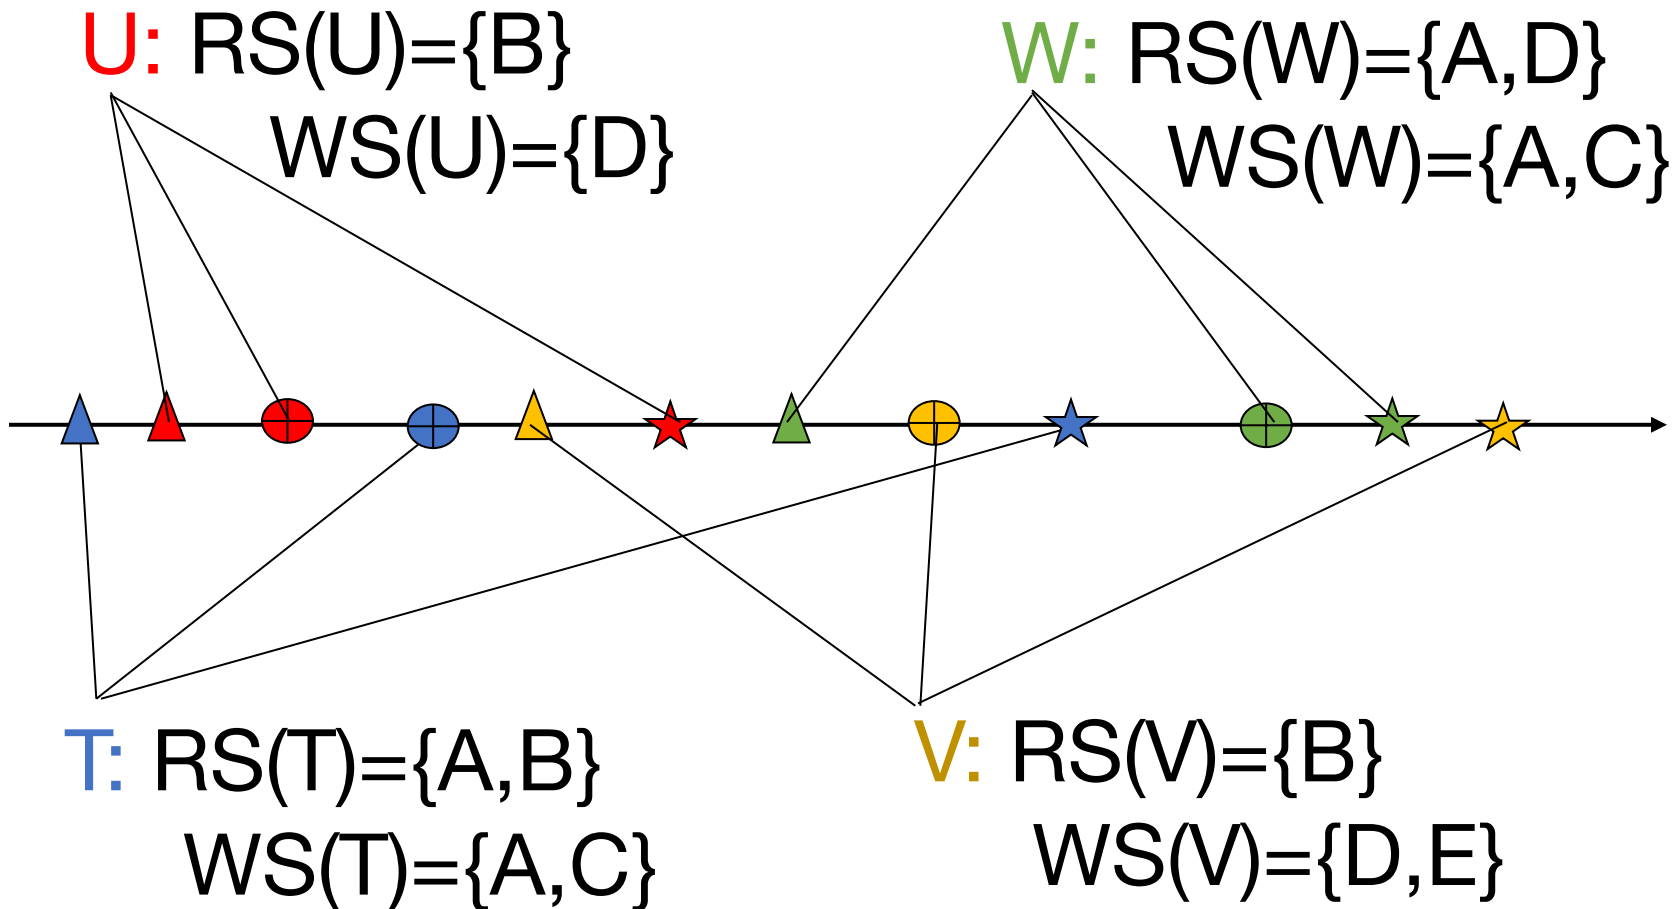 U: RS(U)={B}
WS(U)={D}
W: RS(W)={A,D}
WS(W)={A,C}
T: RS(T)={A,B}
WS(T)={A,C}
V: RS(V)={B}
WS(V)={D,E}